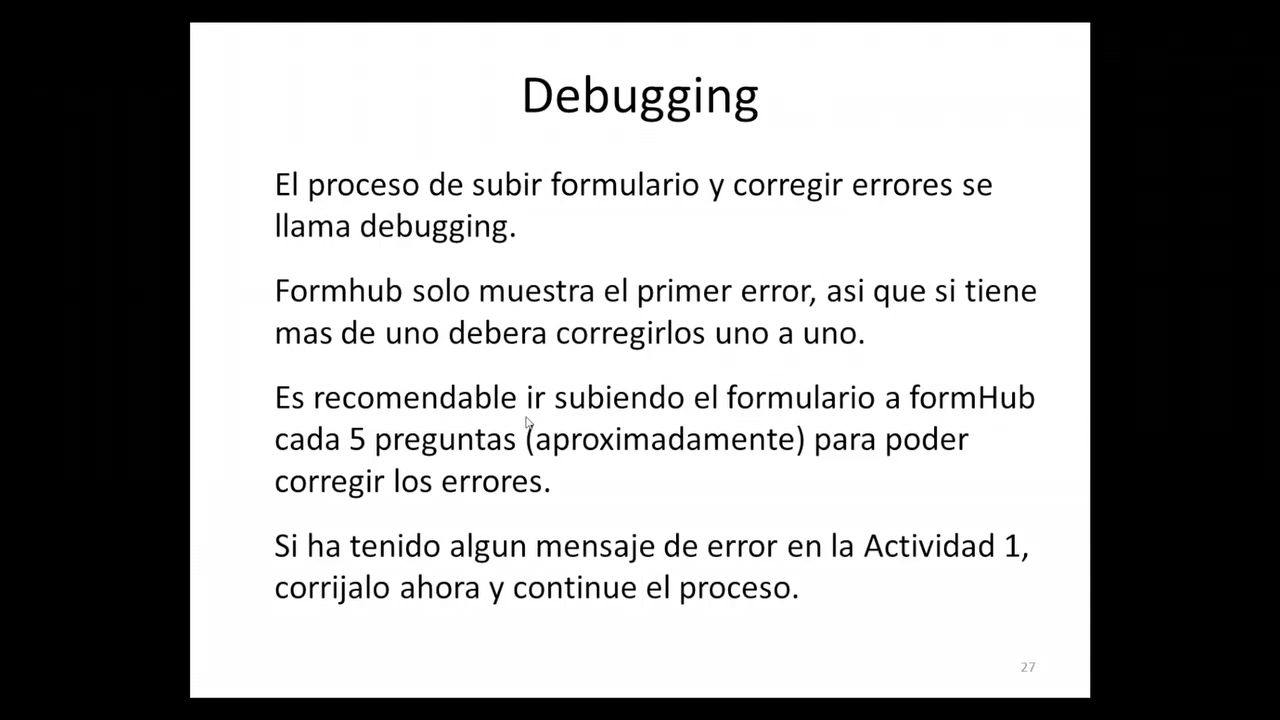 Debugging
El proceso de subir formulario y corregir errores se
llama debugging.
Formhub solo muestra el primer error, asi que si tiene
mas de uno debera corregirlos uno a uno.
Es recomendable ir subiendo el formulario a formHub
cada 5 preguntas (aproximadamente) para poder
corregir los errores.
Si ha tenido algun mensaje de error en la Actividad 1,
corrijalo ahora y continue el proceso.
27